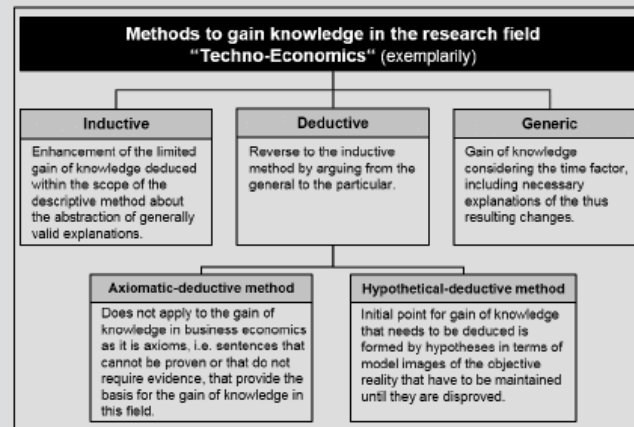 Methods to gain knowledge in the research field
“Techno-Economics“ (exemplarily)
Inductive
Enhancement of the limited
gain of knowledge deduced
within the scope of the
descriptive method about
the abstraction of generally
valid explanations.
Deductive
Reverse to the inductive
method by arguing from the
general to the particular.
Generic
Gain of knowledge
considering the time factor,
including necessary
explanations of the thus
resulting changes.
Axiomatic-deductive method
Does not apply to the gain of
knowledge in business economics
as it is axioms, i.e. sentences that
cannot be proven or that do not
require evidence, that provide the
basis for the gain of knowledge in
this field.
Hypothetical-deductive method
Initial point for gain of knowledge
that needs to be deduced is
formed by hypotheses in terms of
model images of the objective
reality that have to be maintained
until they are disproved.